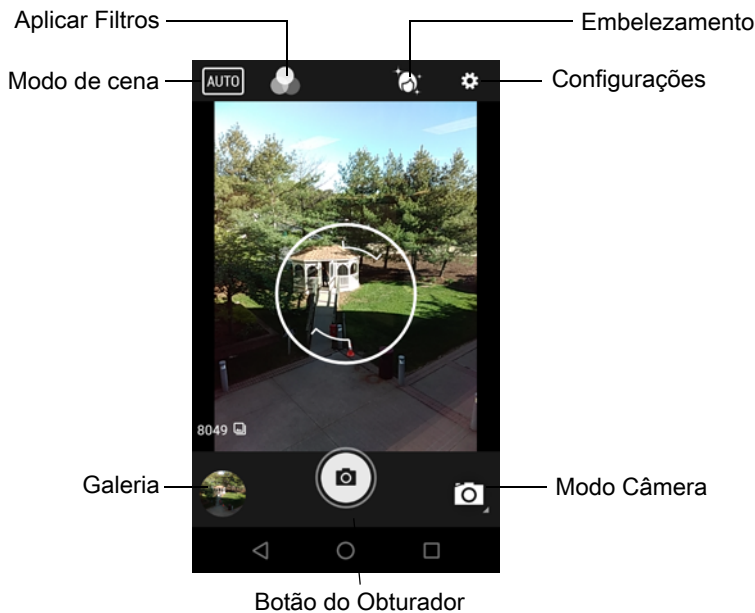 Aplicar Filtros
Embelezamento
Modo de cena
AUTO
Configurações
8049
Galeria
Modo Câmera
Botão do Obturador